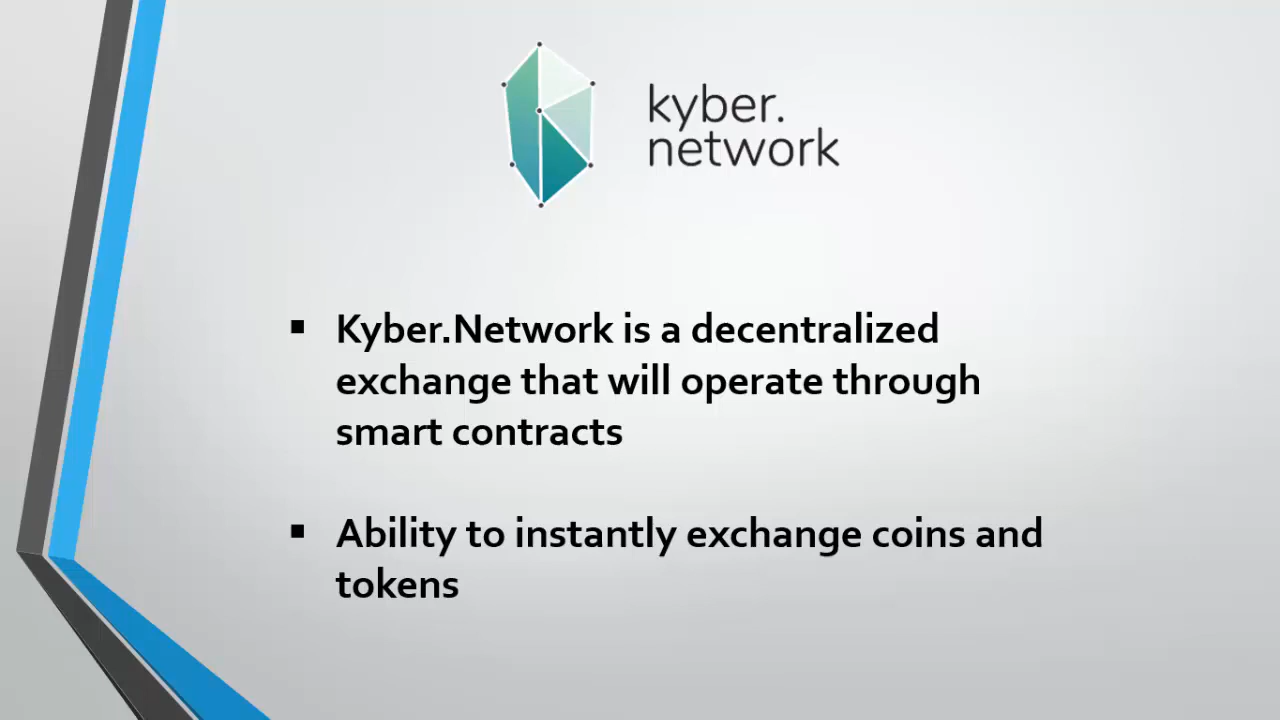 kyber.
network
▪ Kyber.Network is a decentralized
exchange that will operate through
smart contracts
▪ Ability to instantly exchange coins and
tokens